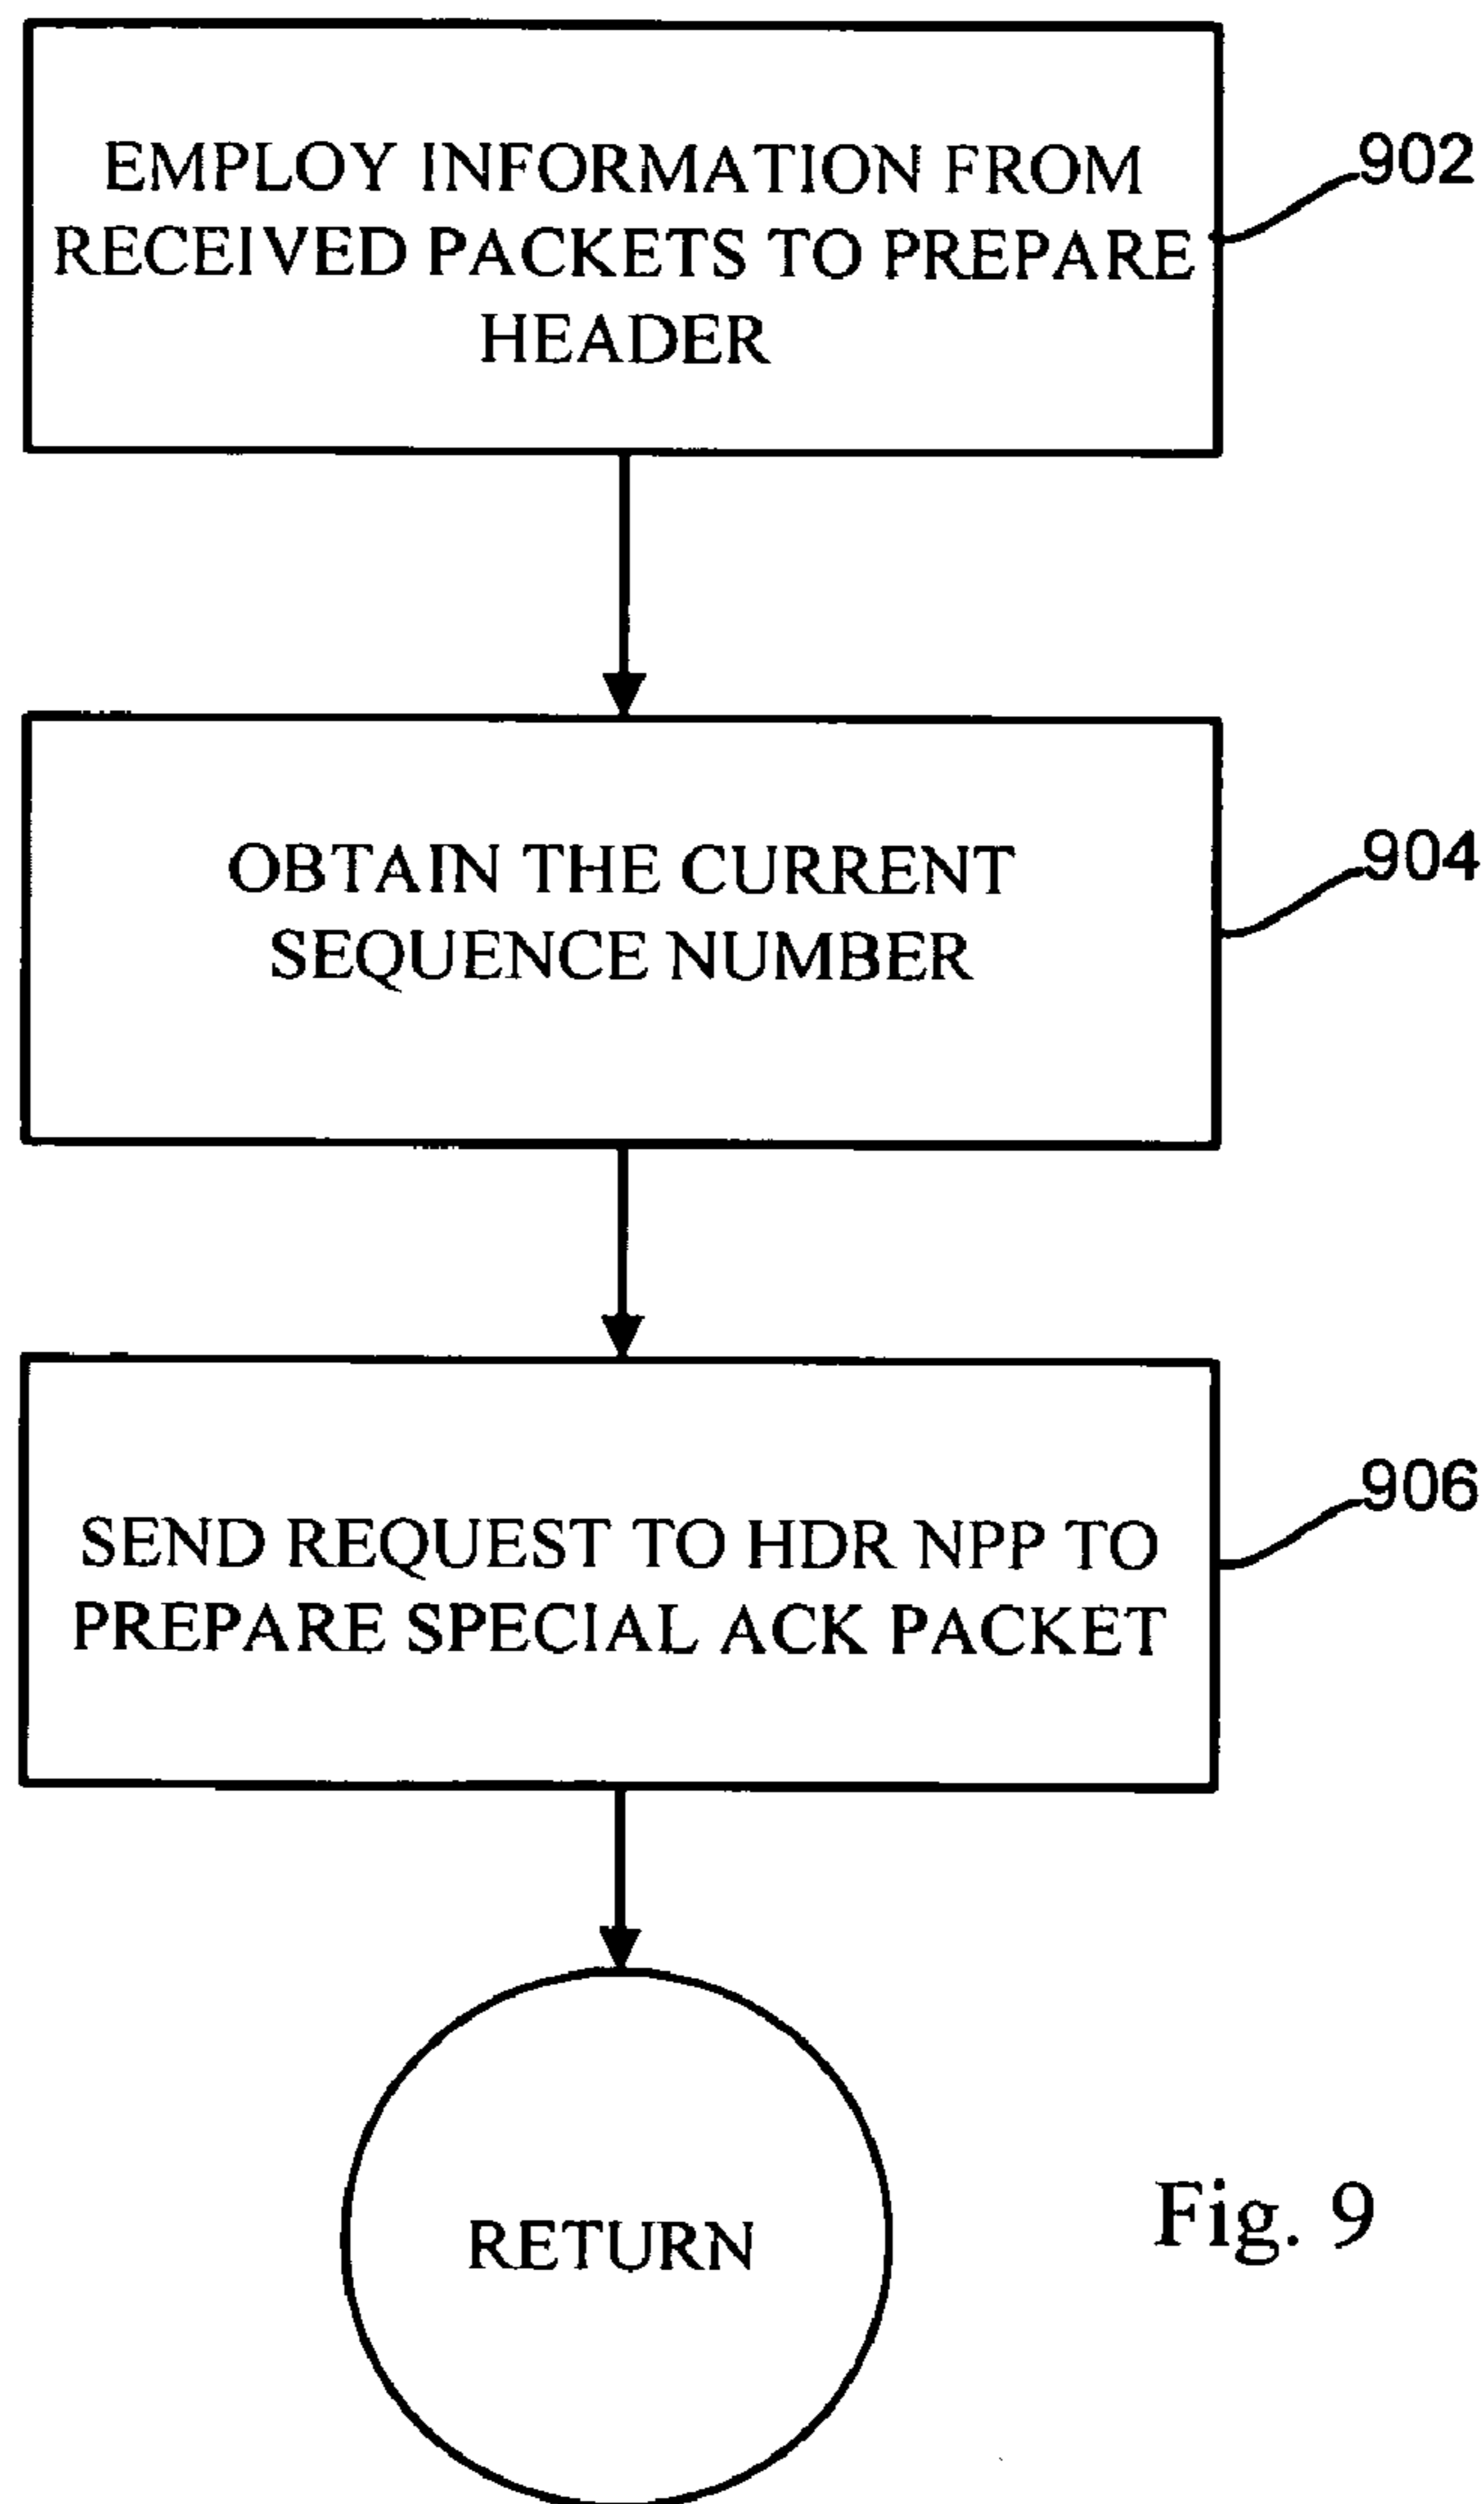 EMPLOY INFORMATION FROM
RECEIVED PACKETS TO PREPARE
HEADER
902
OBTAIN THE CURRENT
SEQUENCE NUMBER
904
SEND REQUEST TO HDR NPP TO
PREPARE SPECIAL ACK PACKET
906
RETURN
Fig. 9